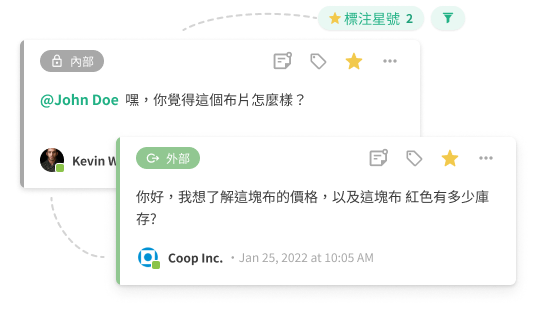 標注星號 2
內部
@John Doe 嘿，你覺得這個布片怎麼樣？
Kevin W
外部
你好，我想了解這塊布的價格，以及這塊布 紅色有多少庫
存?
Coop Inc. • Jan 25, 2022 at 10:05 AM